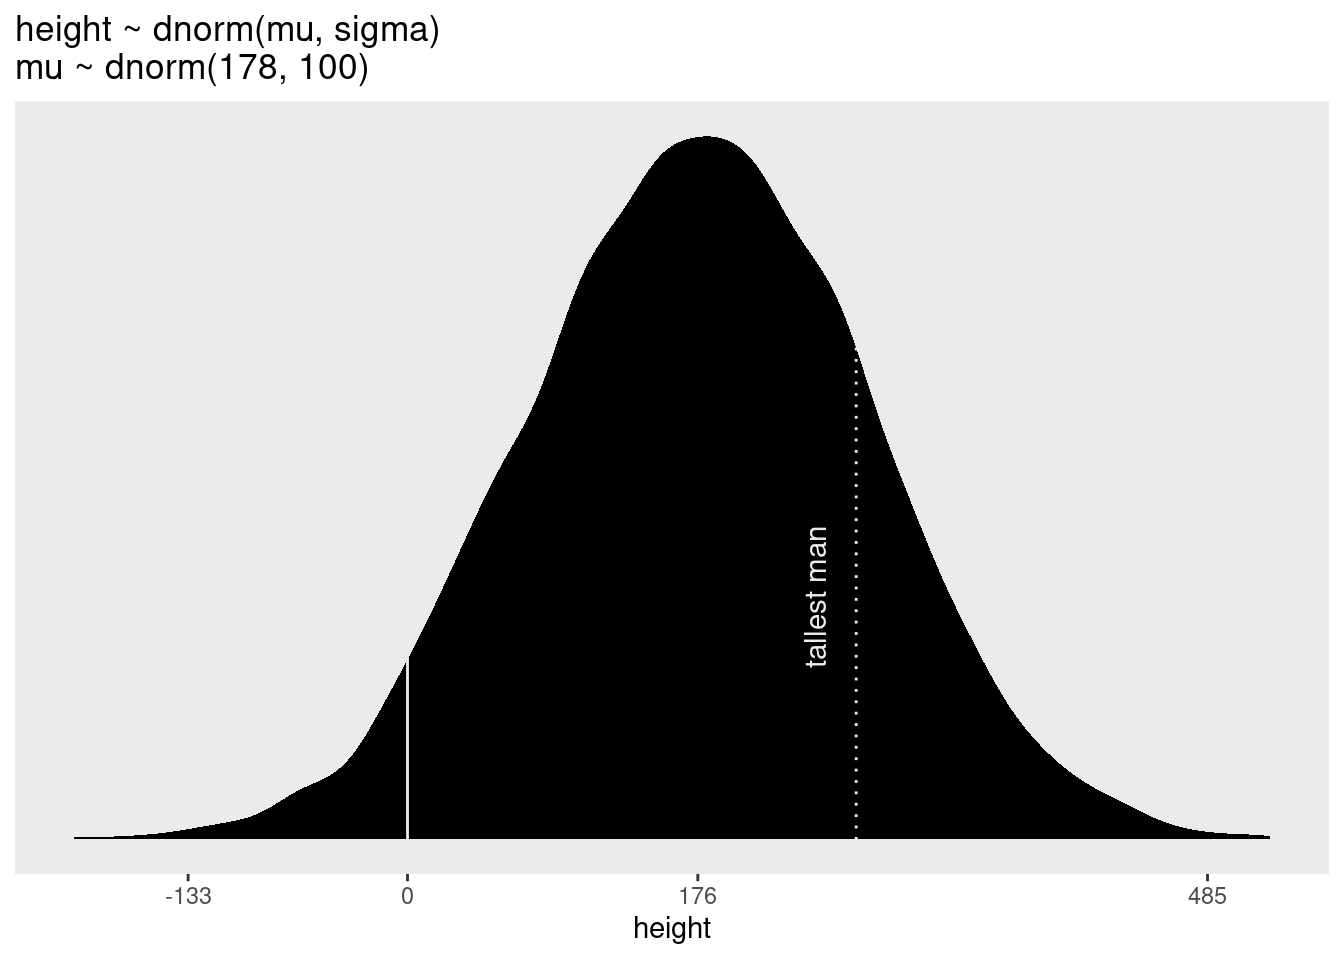 height ~ dnorm(mu, sigma)
mu ~ dnorm(178, 100)
tallest man
-133 0 176 485
height